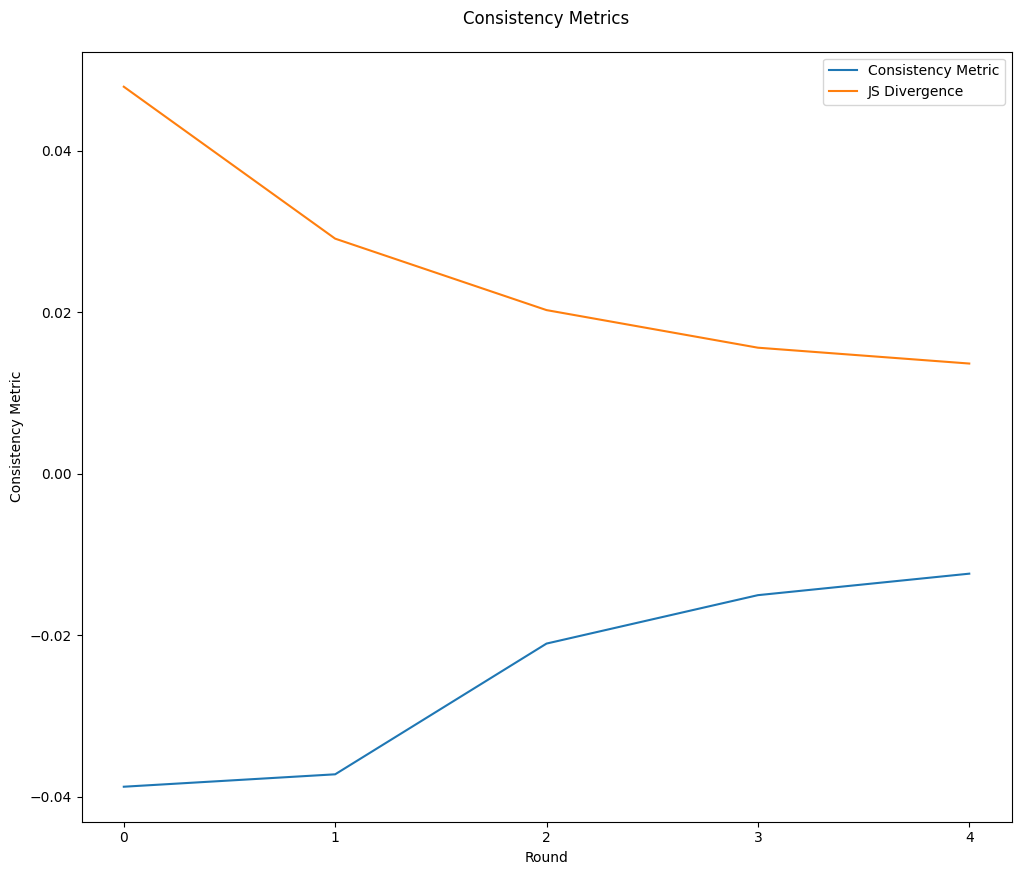 Consistency Metrics
Consistency Metric
JS Divergence
0.04
0.02
0.00
−0.02
−0.04
Consistency Metric
0 1 2 3 4
Round